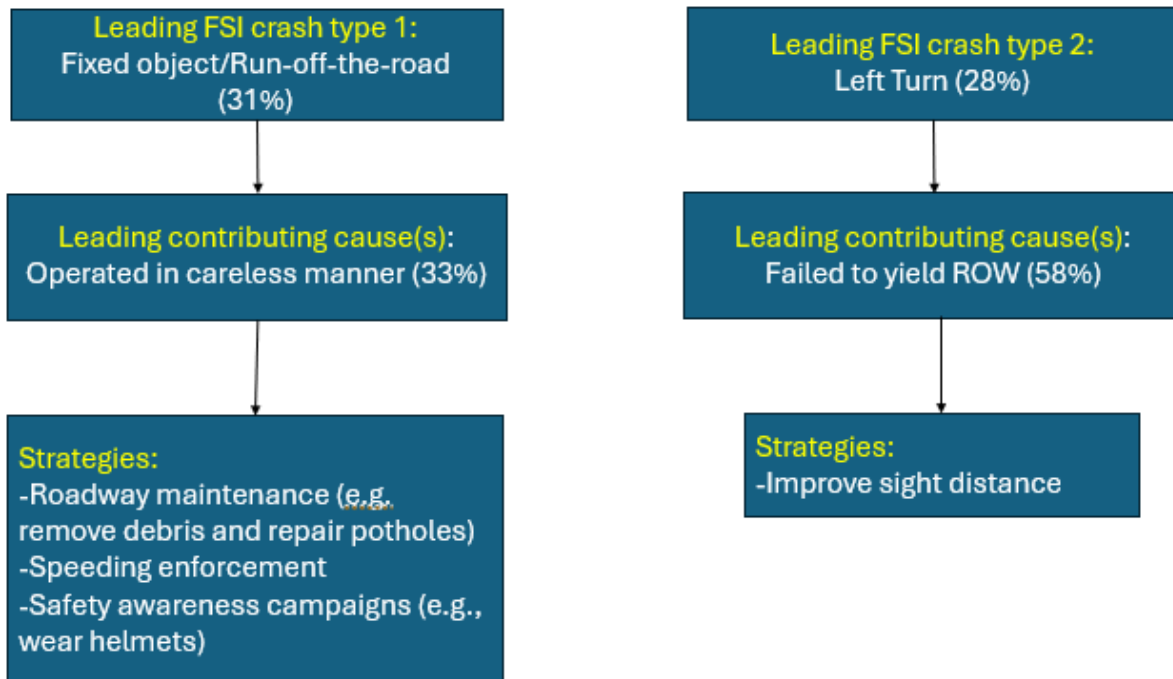 Leading FSI crash type 1:
Fixed object/Run-off-the-road
(31%)
Leading contributing cause(s):
Operated in careless manner (33%)
Strategies:
-Roadway maintenance (e.g.
remove debris and repair potholes)
-Speeding enforcement
-Safety awareness campaigns (e.g.,
wear helmets)
Leading FSI crash type 2:
Left Turn (28%)
Leading contributing cause(s):
Failed to yield ROW (58%)
Strategies:
-Improve sight distance